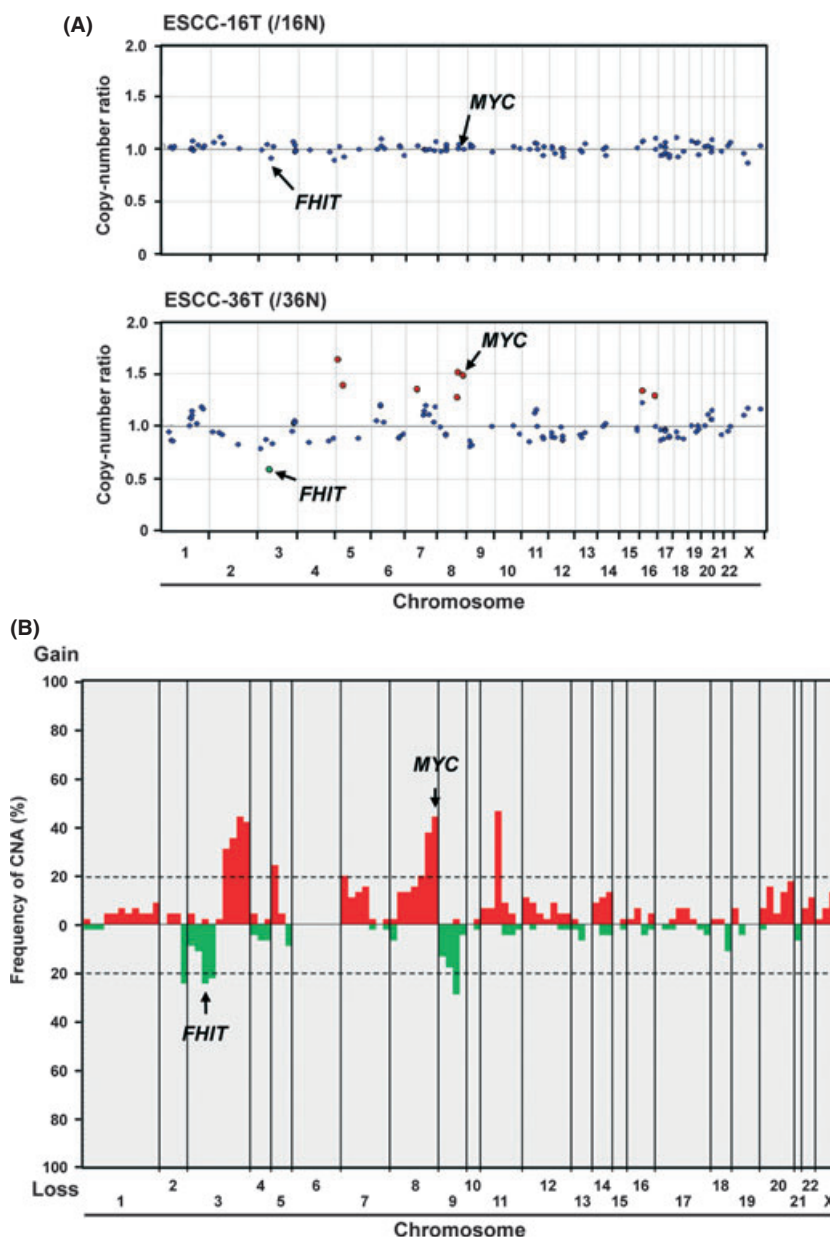 (A)
ESCC-16T (/16N)
2.0
1.5
1.0
0.5
0
Copy-number ratio
MYC
FHIT
ESCC-36T (/36N)
2.0
1.5
1.0
0.5
0
Copy-number ratio
MYC
FHIT
1 3 5 7 9 11 13 15 17 19 21 X
2 4 6 8 10 12 14 16 18 20 22
Chromosome
(B)
Gain
100
80
60
40
20
0
20
40
60
80
100
Frequency of CNA (%)
MYC
FHIT
Loss
2 4 6 8 10 12 14 16 18 20 22
1 3 5 7 9 11 13 15 17 19 21 X
Chromosome